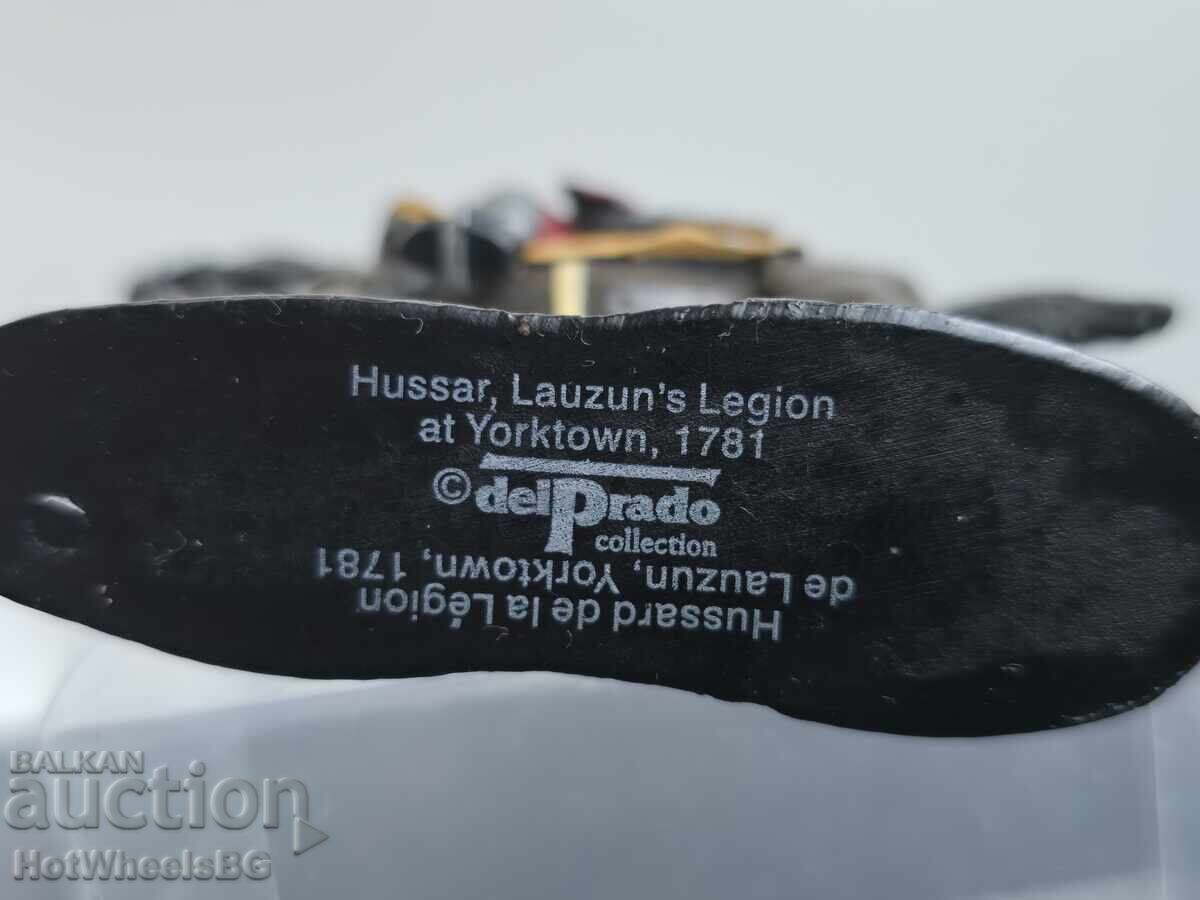 Hussar, Lauzun's Legion
at Yorktown, 1781
© delPrado
collection
Hussard de la Légion
de Lauzun, Yorktown, 1781
BALKAN
auction
HotWheelsBG